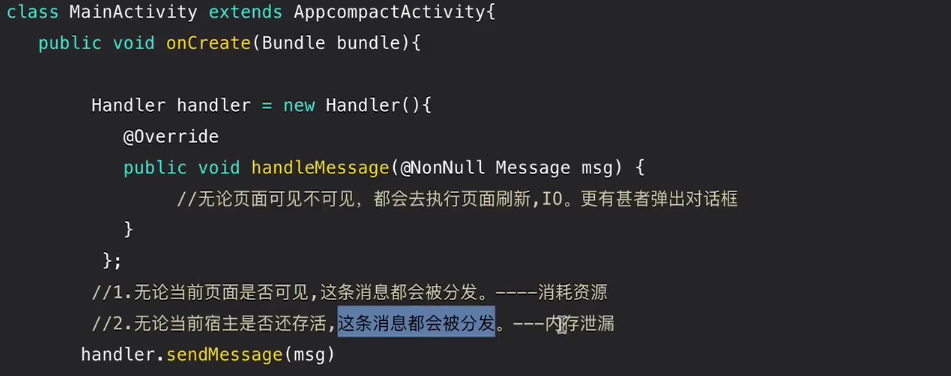 class MainActivity extends AppcompactActivity{
public void onCreate(Bundle bundle){
Handler handler = new Handler(){
@Override
public void handleMessage(@NonNull Message msg) {
//无论页面可见不可见，都会去执行页面刷新,IO。更有甚者弹出对话框
}
};
//1.无论当前页面是否可见,这条消息都会被分发。----消耗资源
//2.无论当前宿主是否还存活,这条消息都会被分发。---内存泄漏
handler.sendMessage(msg)